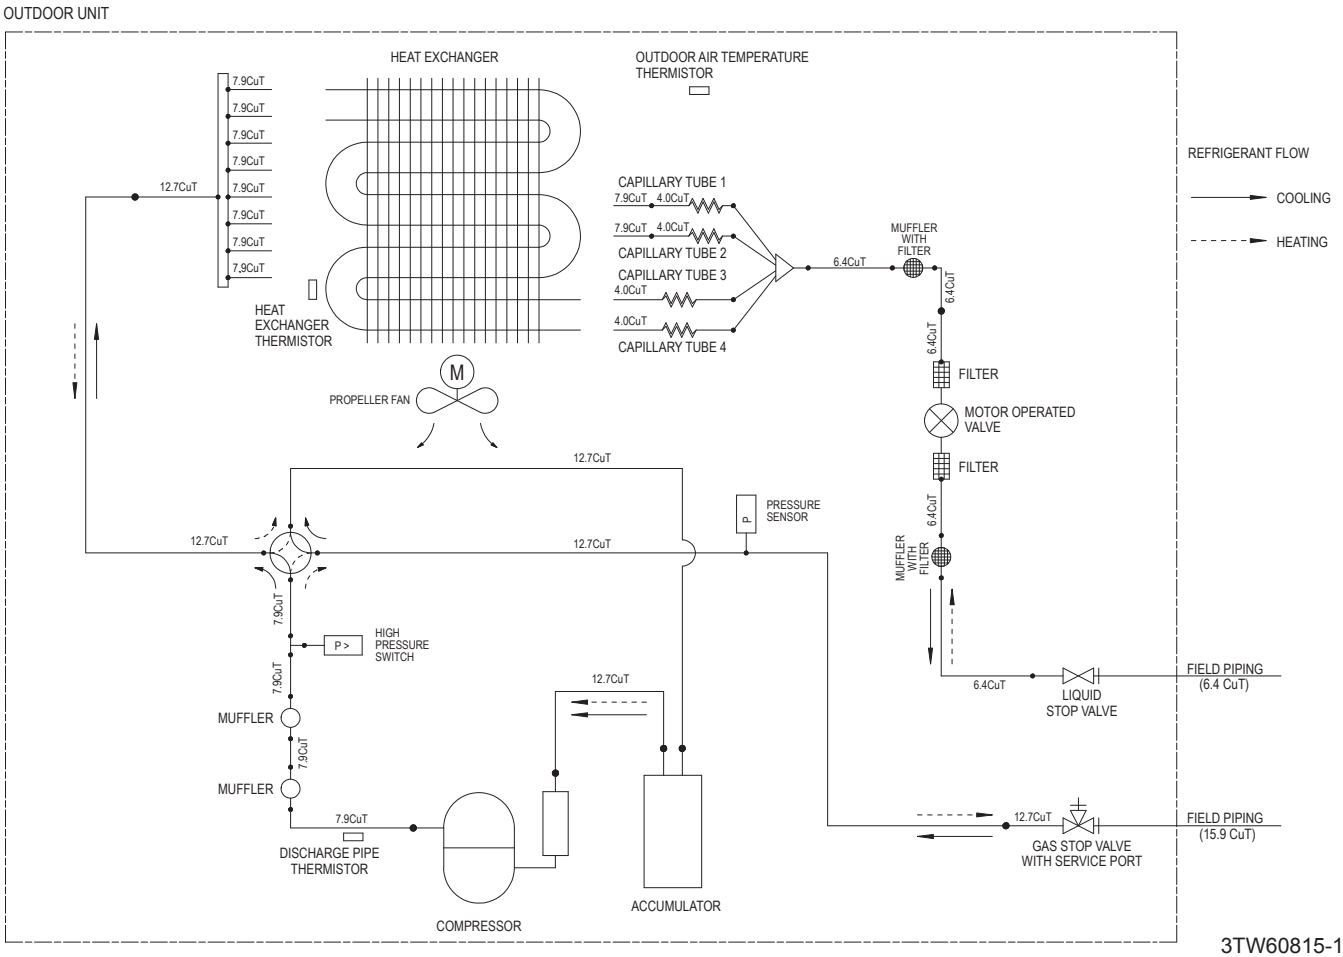 OUTDOOR UNIT
HEAT EXCHANGER
OUTDOOR AIR TEMPERATURE
THERMISTOR
7.9CuT
7.9CuT
7.9CuT
7.9CuT
7.9CuT
7.9CuT
7.9CuT
7.9CuT
12.7CuT
HEAT
EXCHANGER
THERMISTOR
CAPILLARY TUBE 1
7.9CuT
4.0CuT
7.9CuT
4.0CuT
CAPILLARY TUBE 2
CAPILLARY TUBE 3
4.0CuT
4.0CuT
CAPILLARY TUBE 4
6.4CuT
MUFFLER
WITH
FILTER
6.4CuT
6.4CuT
FILTER
MOTOR OPERATED
VALVE
FILTER
6.4CuT
MUFFLER
WITH
FILTER
REFRIGERANT FLOW
COOLING
HEATING
M
PROPELLER FAN
12.7CuT
P
PRESSURE
SENSOR
12.7CuT
12.7CuT
7.9CuT
P >
HIGH
PRESSURE
SWITCH
7.9CuT
MUFFLER
7.9CuT
MUFFLER
7.9CuT
DISCHARGE PIPE
THERMISTOR
12.7CuT
COMPRESSOR
ACCUMULATOR
6.4CuT
LIQUID
STOP VALVE
FIELD PIPING
(6.4 CuT)
12.7CuT
GAS STOP VALVE
WITH SERVICE PORT
FIELD PIPING
(15.9 CuT)
3TW60815-1